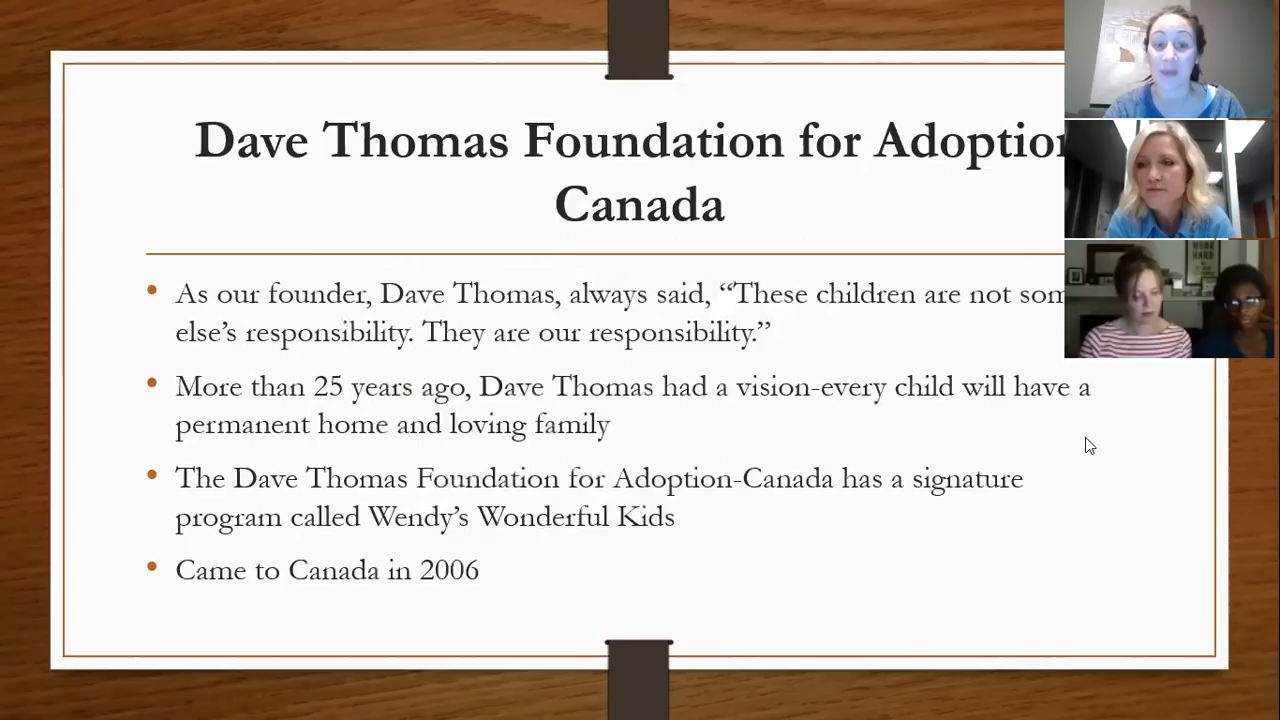 Dave Thomas Foundation for Adoption
Canada
As our founder, Dave Thomas, always said, “These children are not
else’s responsibility. They are our responsibility.”
More than 25 years ago, Dave Thomas had a vision-every child will have a
permanent home and loving family
The Dave Thomas Foundation for Adoption-Canada has a signature
program called Wendy’s Wonderful Kids
Came to Canada in 2006
WORK
HARD